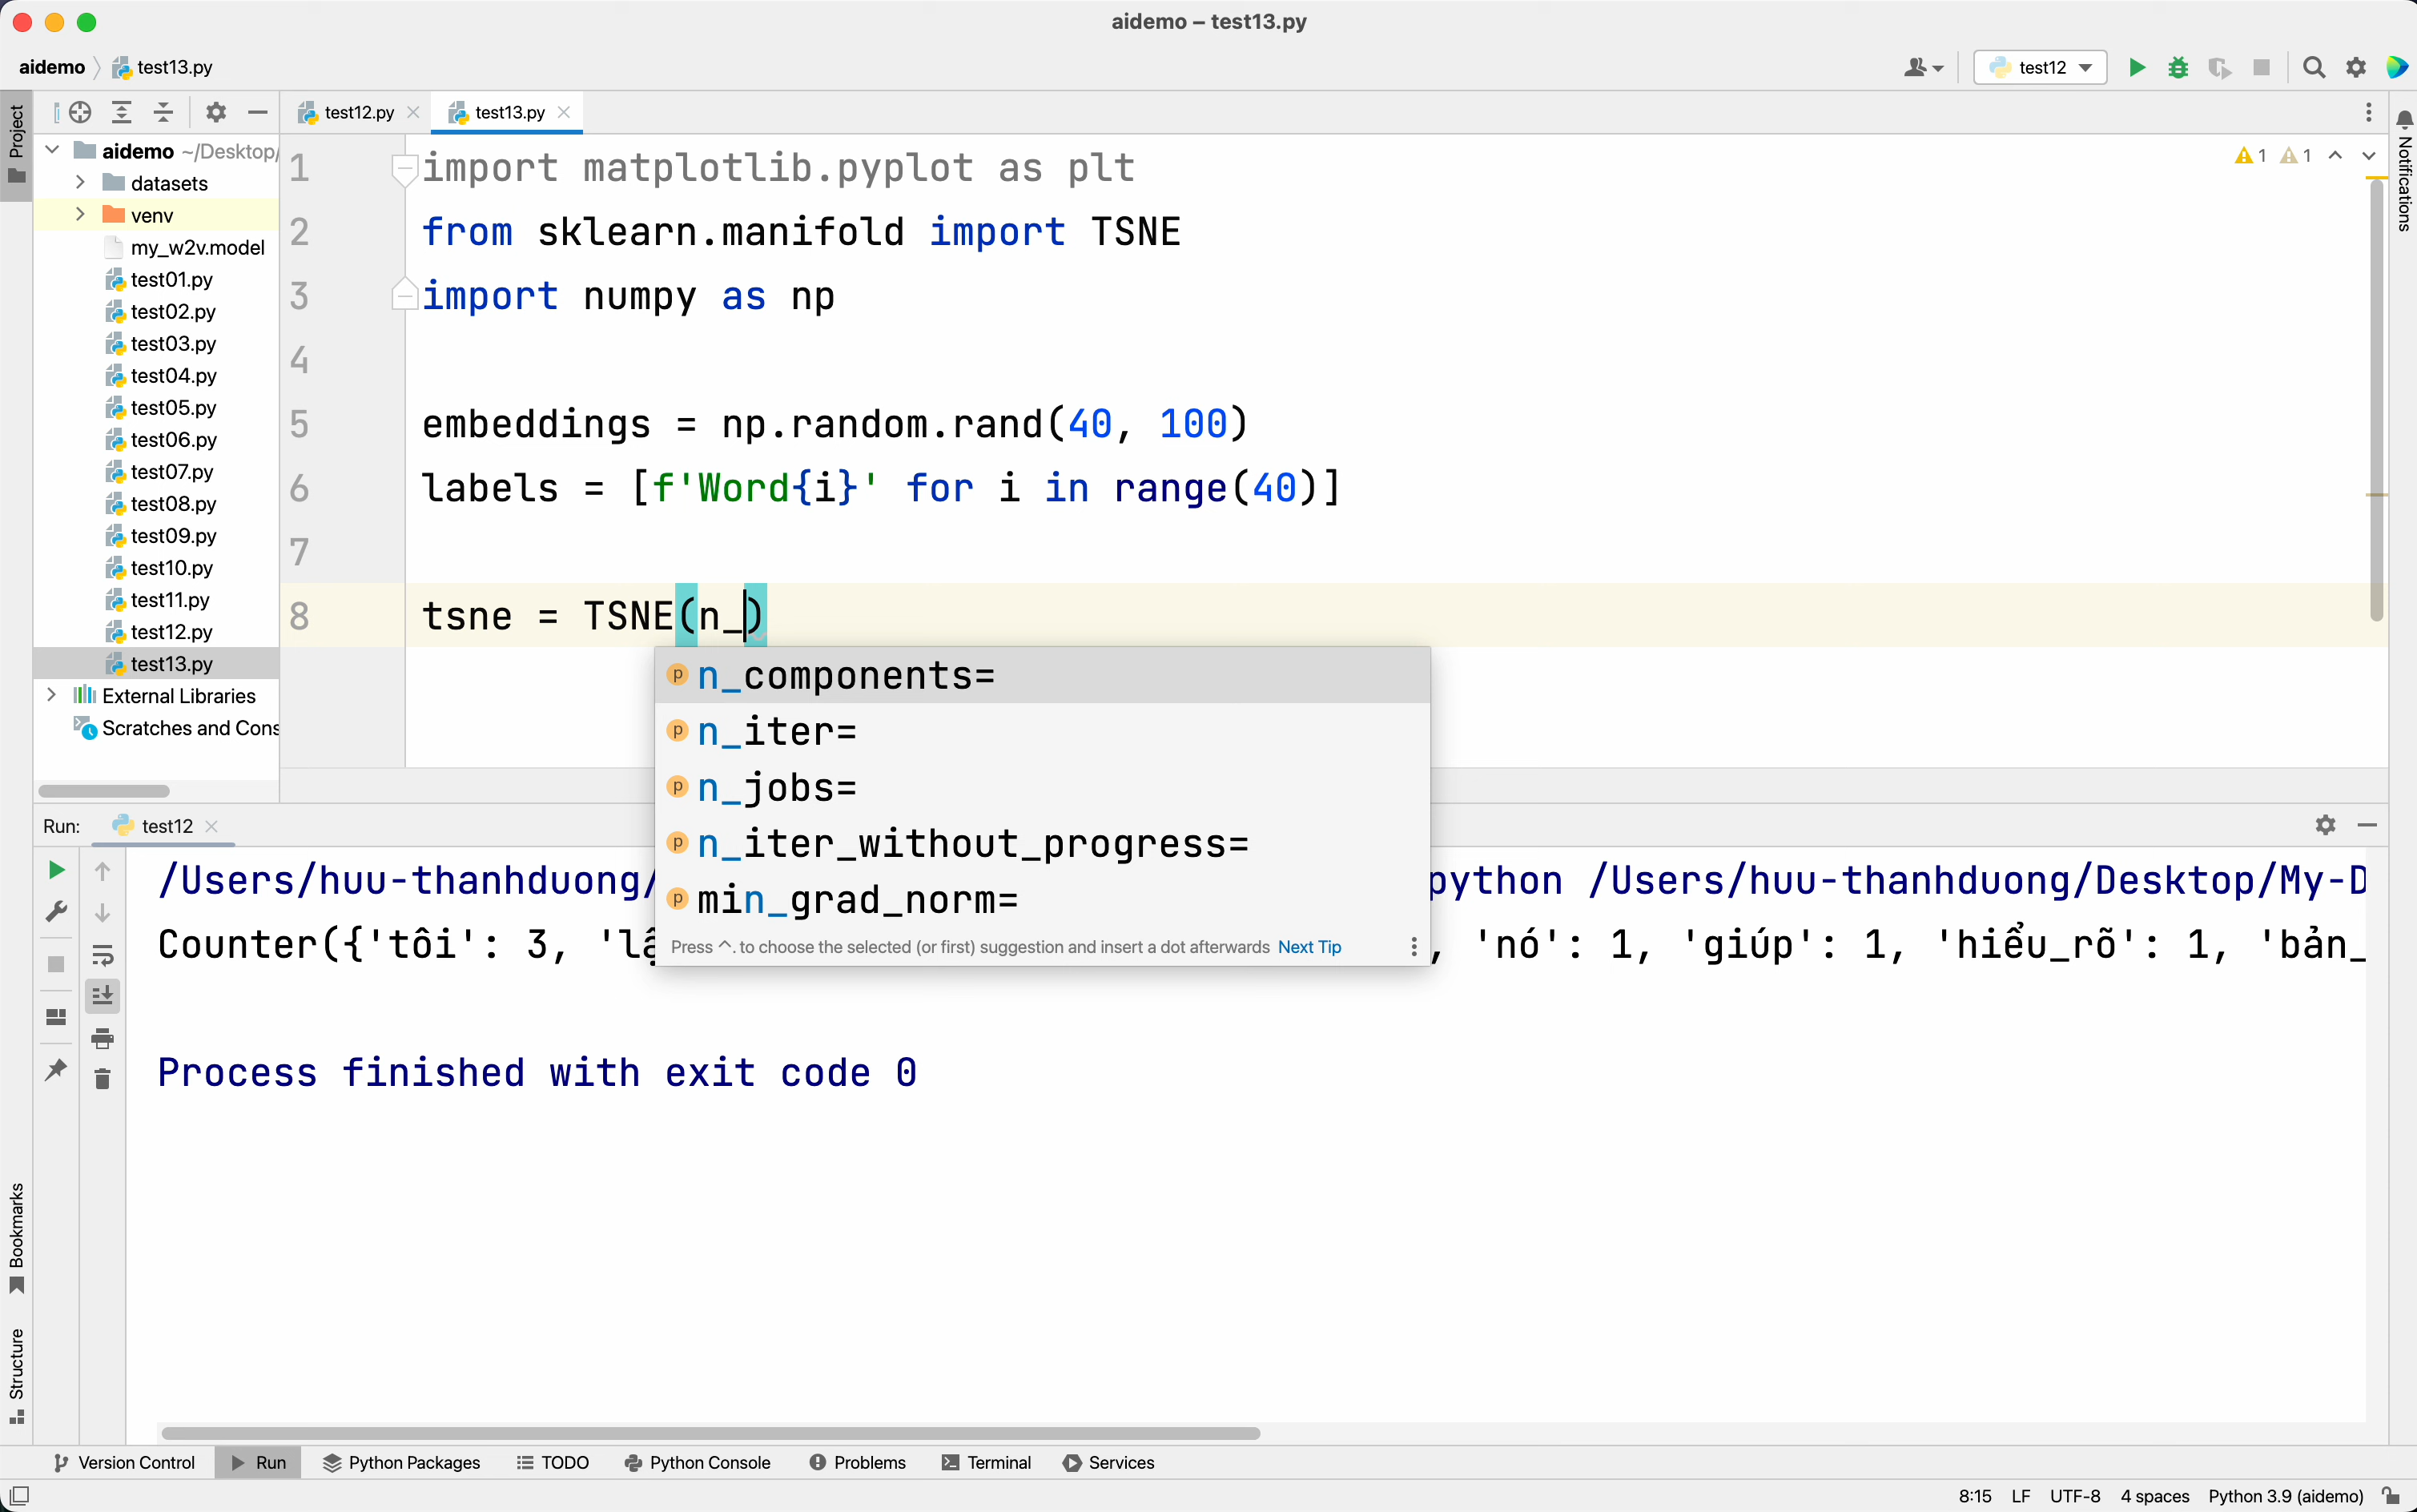 aidemo – test13.py
aidemo test13.py
test12
Project
test12.py
test13.py
Notifications
aidemo ~/Desktop/
datasets
venv
my_w2v.model
test01.py
test02.py
test03.py
test04.py
test05.py
test06.py
test07.py
test08.py
test09.py
test10.py
test11.py
test12.py
test13.py
External Libraries
Scratches and Cons
1 import matplotlib.pyplot as plt
2 from sklearn.manifold import TSNE
3 import numpy as np
4
5 embeddings = np.random.rand(40, 100)
6 labels = [f'Word{i}' for i in range(40)]
7
8 tsne = TSNE(n_)
1 1
p n_components=
p n_iter=
p n_jobs=
p n_iter_without_progress=
p min_grad_norm=
Press ^. to choose the selected (or first) suggestion and insert a dot afterwards Next Tip
Run: test12
/Users/huu-thanhduong/ python /Users/huu-thanhduong/Desktop/My-D
Counter({'tôi': 3, , 'nó': 1, 'giúp': 1, 'hiểu_rõ': 1, 'bản_
Process finished with exit code 0
Bookmarks
Structure
Version Control
Run
Python Packages
TODO
Python Console
Problems
Terminal
Services
8:15 LF UTF-8 4 spaces Python 3.9 (aidemo)